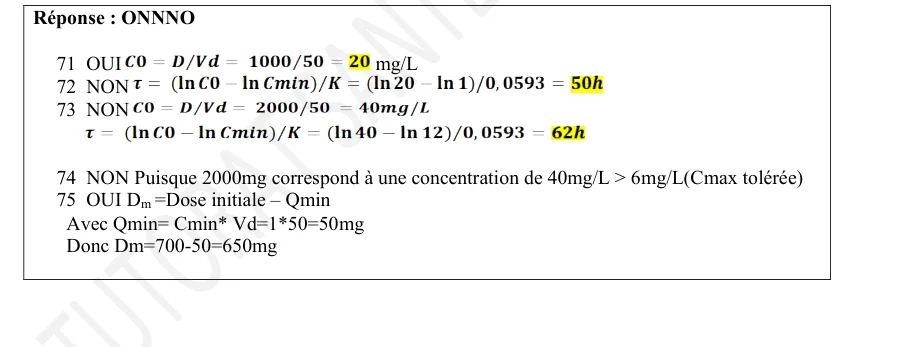 Réponse : ONNNO
71 OUI C0 = D/Vd = 1000/50 = 20 mg/L
72 NON τ = (ln C0 − ln Cmin)/K = (ln 20 − ln 1)/0,0593 = 50h
73 NON C0 = D/Vd = 2000/50 = 40mg/L
τ = (ln C0 − ln Cmin)/K = (ln 40 − ln 12)/0,0593 = 62h
74 NON Puisque 2000mg correspond à une concentration de 40mg/L > 6mg/L(Cmax tolérée)
75 OUI Dm =Dose initiale – Qmin
Avec Qmin= Cmin* Vd=1*50=50mg
Donc Dm=700-50=650mg
TUTORAT SANTE